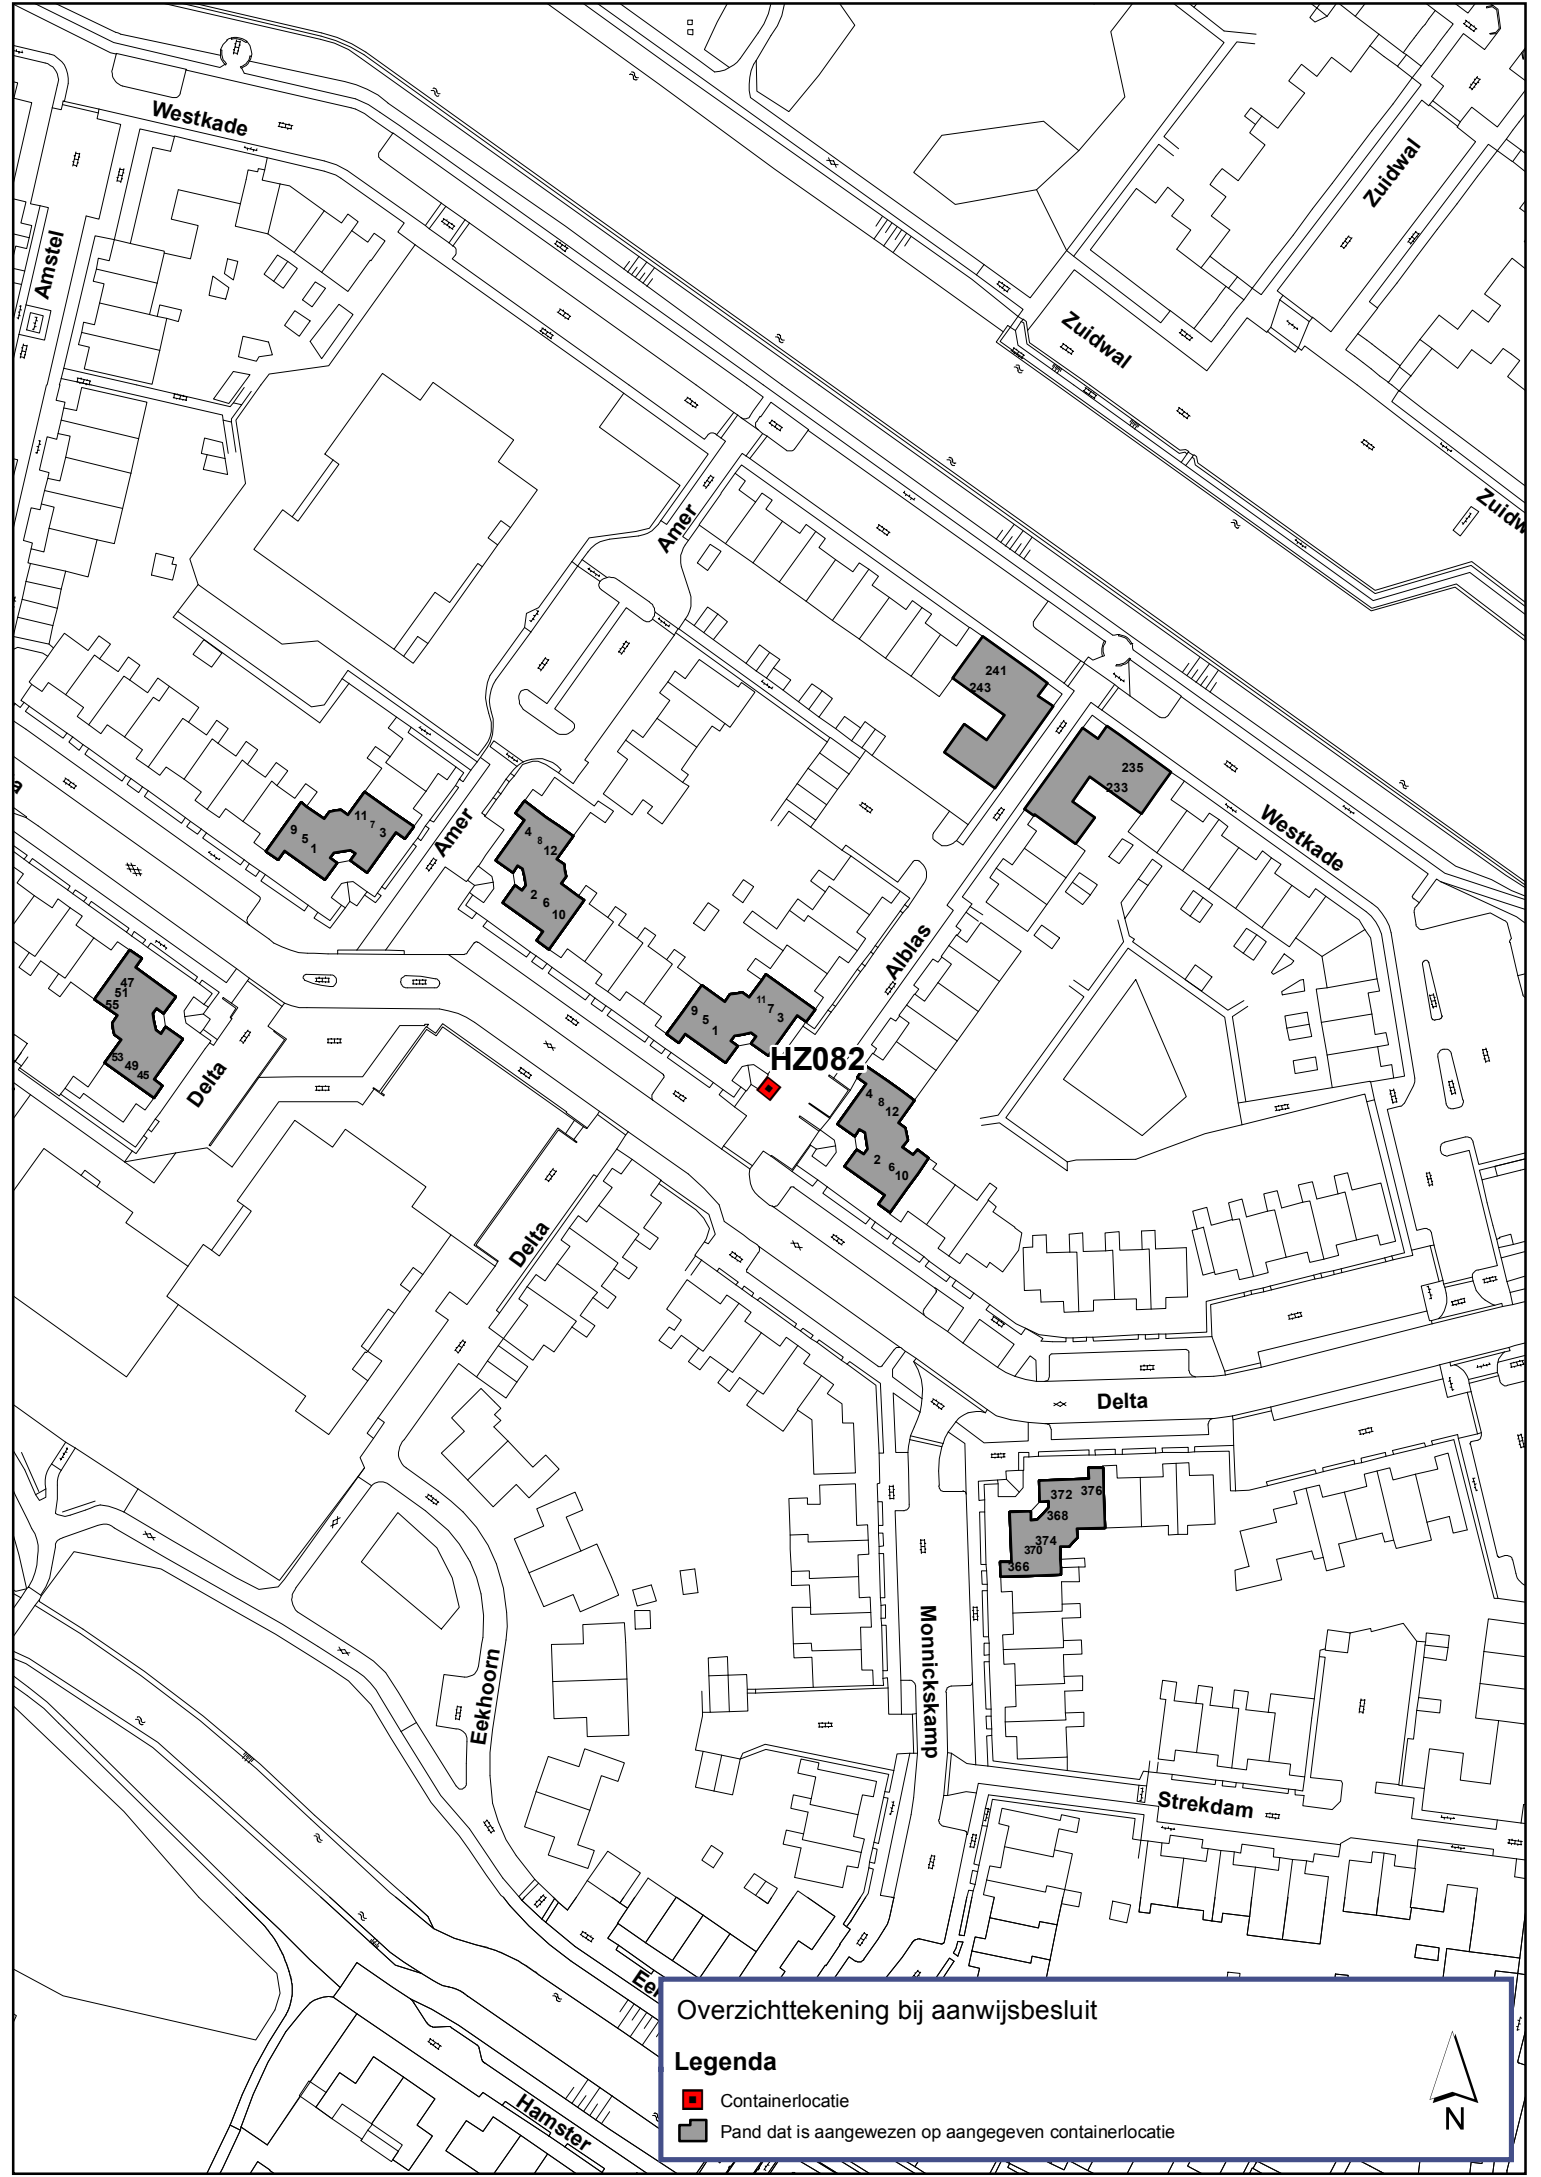 Westkade
Zuidwal
Amstel
Zuidwal
Zuidw
Amer
241
243
235
233
Westkade
a
11
7
3
9
5
1
Amer
4
8
12
2
6
10
Alblas
47
51
55
53
49
45
Delta
11
7
3
9
5
1
HZ082
4
8
12
2
6
10
Delta
Delta
372
376
368
374
370
366
Monnickskamp
Eekhoorn
Strekdam
Ee
Hamster
Overzichttekening bij aanwijsbesluit
Legenda
Containerlocatie
Pand dat is aangewezen op aangegeven containerlocatie
N